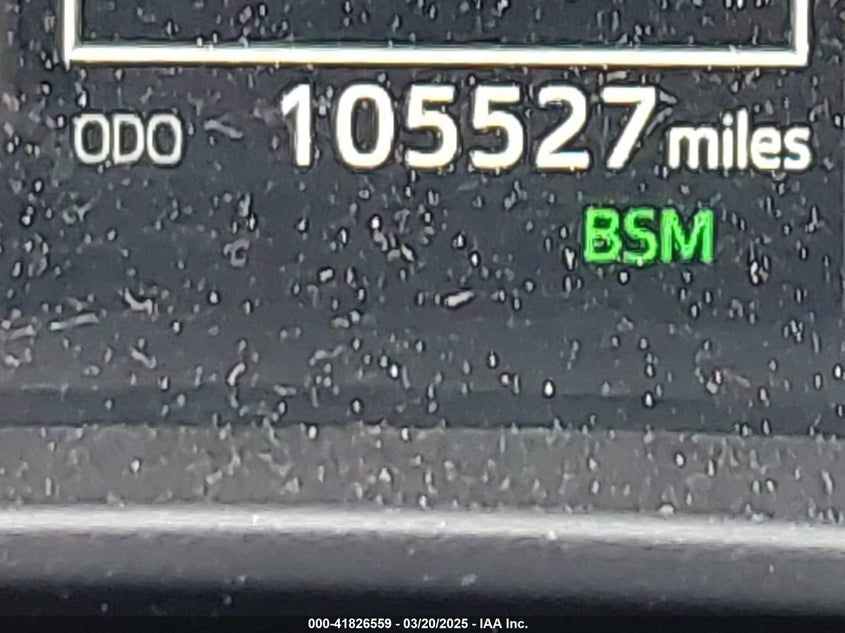 ODO 105527 miles
BSM
000-41826559 - 03/20/2025 - IAA Inc.